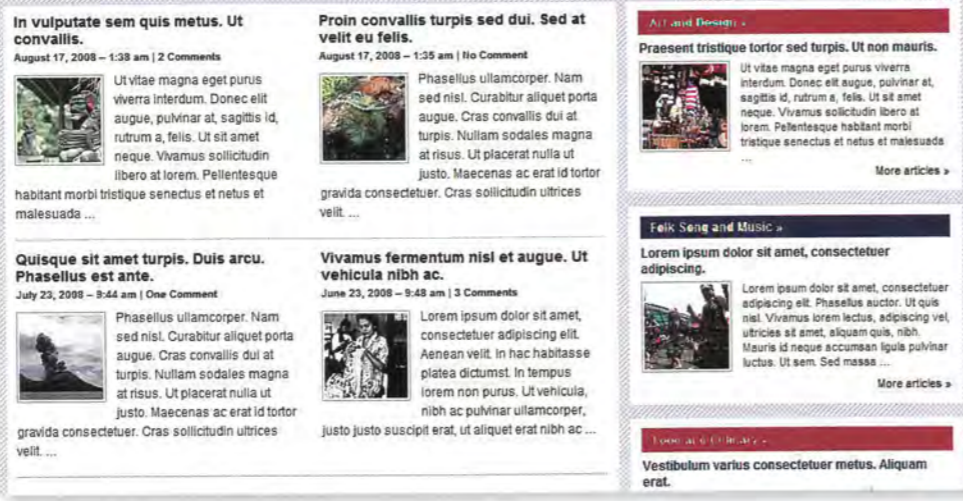 In vulputate sem quis metus. Ut
convallis.
August 17, 2008 – 1:38 am | 2 Comments
Ut vitae magna eget purus
viverra interdum. Donec elit
augue, pulvinar at, sagittis id,
rutrum a, felis. Ut sit amet
neque. Vivamus sollicitudin
libero at lorem. Pellentesque
habitant morbi tristique senectus et netus et
malesuada ...
Proin convallis turpis sed dui. Sed at
velit eu felis.
August 17, 2008 – 1:35 am | No Comment
Phasellus ullamcorper. Nam
sed nisl. Curabitur aliquet porta
augue. Cras convallis dui at
turpis. Nullam sodales magna
at risus. Ut placerat nulla ut
justo. Maecenas ac erat id tortor
gravida consectetuer. Cras sollicitudin ultrices
velit. ...
Quisque sit amet turpis. Duis arcu.
Phasellus est ante.
July 23, 2008 – 9:44 am | One Comment
Phasellus ullamcorper. Nam
sed nisl. Curabitur aliquet porta
augue. Cras convallis dui at
turpis. Nullam sodales magna
at risus. Ut placerat nulla ut
justo. Maecenas ac erat id tortor
gravida consectetuer. Cras sollicitudin ultrices
velit. ...
Vivamus fermentum nisl et augue. Ut
vehicula nibh ac.
June 23, 2008 – 9:48 am | 3 Comments
Lorem ipsum dolor sit amet,
consectetuer adipiscing elit.
Aenean velit. In hac habitasse
platea dictumst. In tempus
lorem non purus. Ut vehicula,
nibh ac pulvinar ullamcorper,
justo justo suscipit erat, ut aliquet erat nibh ac ...
Art and Design »
Praesent tristique tortor sed turpis. Ut non mauris.
Ut vitae magna eget purus viverra
interdum. Donec elit augue, pulvinar at,
sagittis id, rutrum a, felis. Ut sit amet
neque. Vivamus sollicitudin libero at
lorem. Pellentesque habitant morbi
tristique senectus et netus et malesuada
...
More articles »
Folk Song and Music »
Lorem ipsum dolor sit amet, consectetuer
adipiscing.
Lorem ipsum dolor sit amet, consectetuer
adipiscing elit. Phasellus auctor. Ut quis
nisl. Vivamus lorem lectus, adipiscing vel,
ultricies sit amet, aliquam quis, nibh.
Mauris id neque accumsan ligula pulvinar
luctus. Ut sem. Sed massa ...
More articles »
Vestibulum varius consectetuer metus. Aliquam
erat.